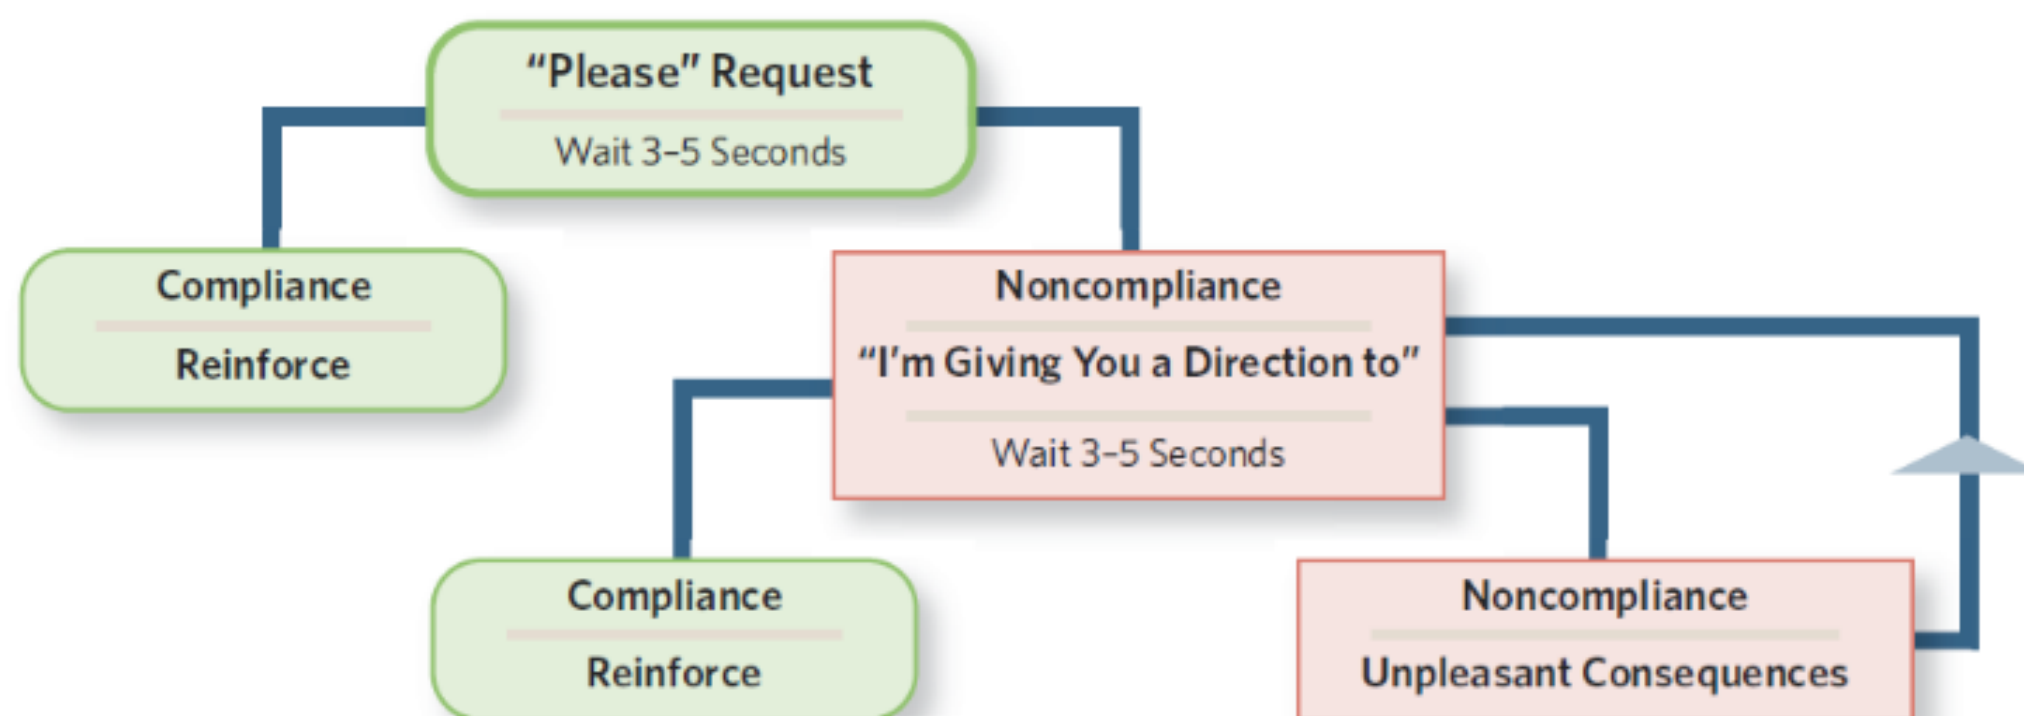 “Please” Request
Wait 3–5 Seconds
Compliance
Reinforce
Noncompliance
“I’m Giving You a Direction to”
Wait 3–5 Seconds
Compliance
Reinforce
Noncompliance
Unpleasant Consequences